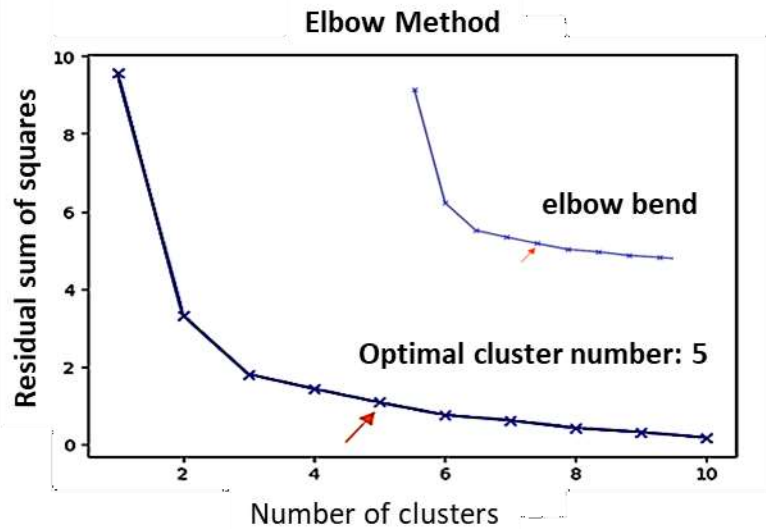 Elbow Method
Residual sum of squares
10
8
6
4
2
0
elbow bend
Optimal cluster number: 5
2 4 6 8 10
Number of clusters